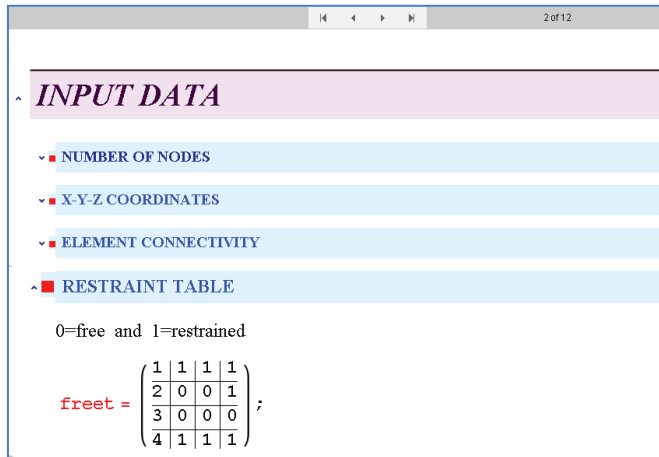 2 of 12
INPUT DATA
NUMBER OF NODES
X-Y-Z COORDINATES
ELEMENT CONNECTIVITY
RESTRAINT TABLE
0=free and 1=restrained
1 1 1 1
2 0 0 1
freet = ;
3 0 0 0
4 1 1 1